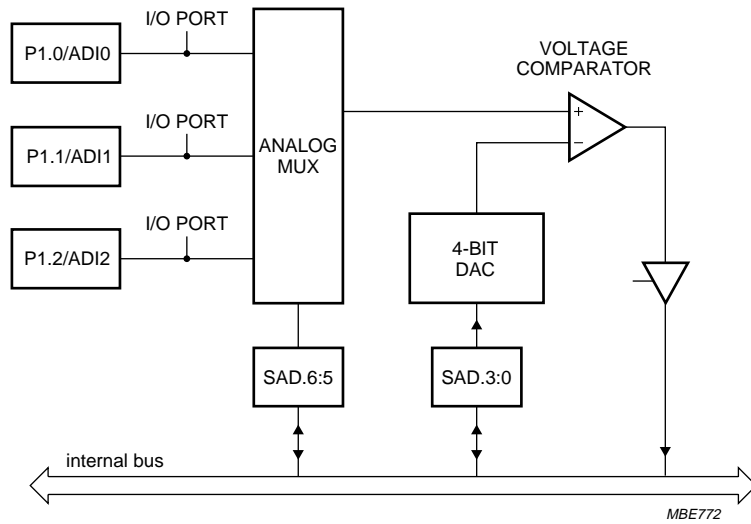 I/O PORT
P1.0/ADI0
I/O PORT
P1.1/ADI1
I/O PORT
P1.2/ADI2
ANALOG
MUX
VOLTAGE
COMPARATOR
+
−
4-BIT
DAC
SAD.6:5
SAD.3:0
internal bus
MBE772